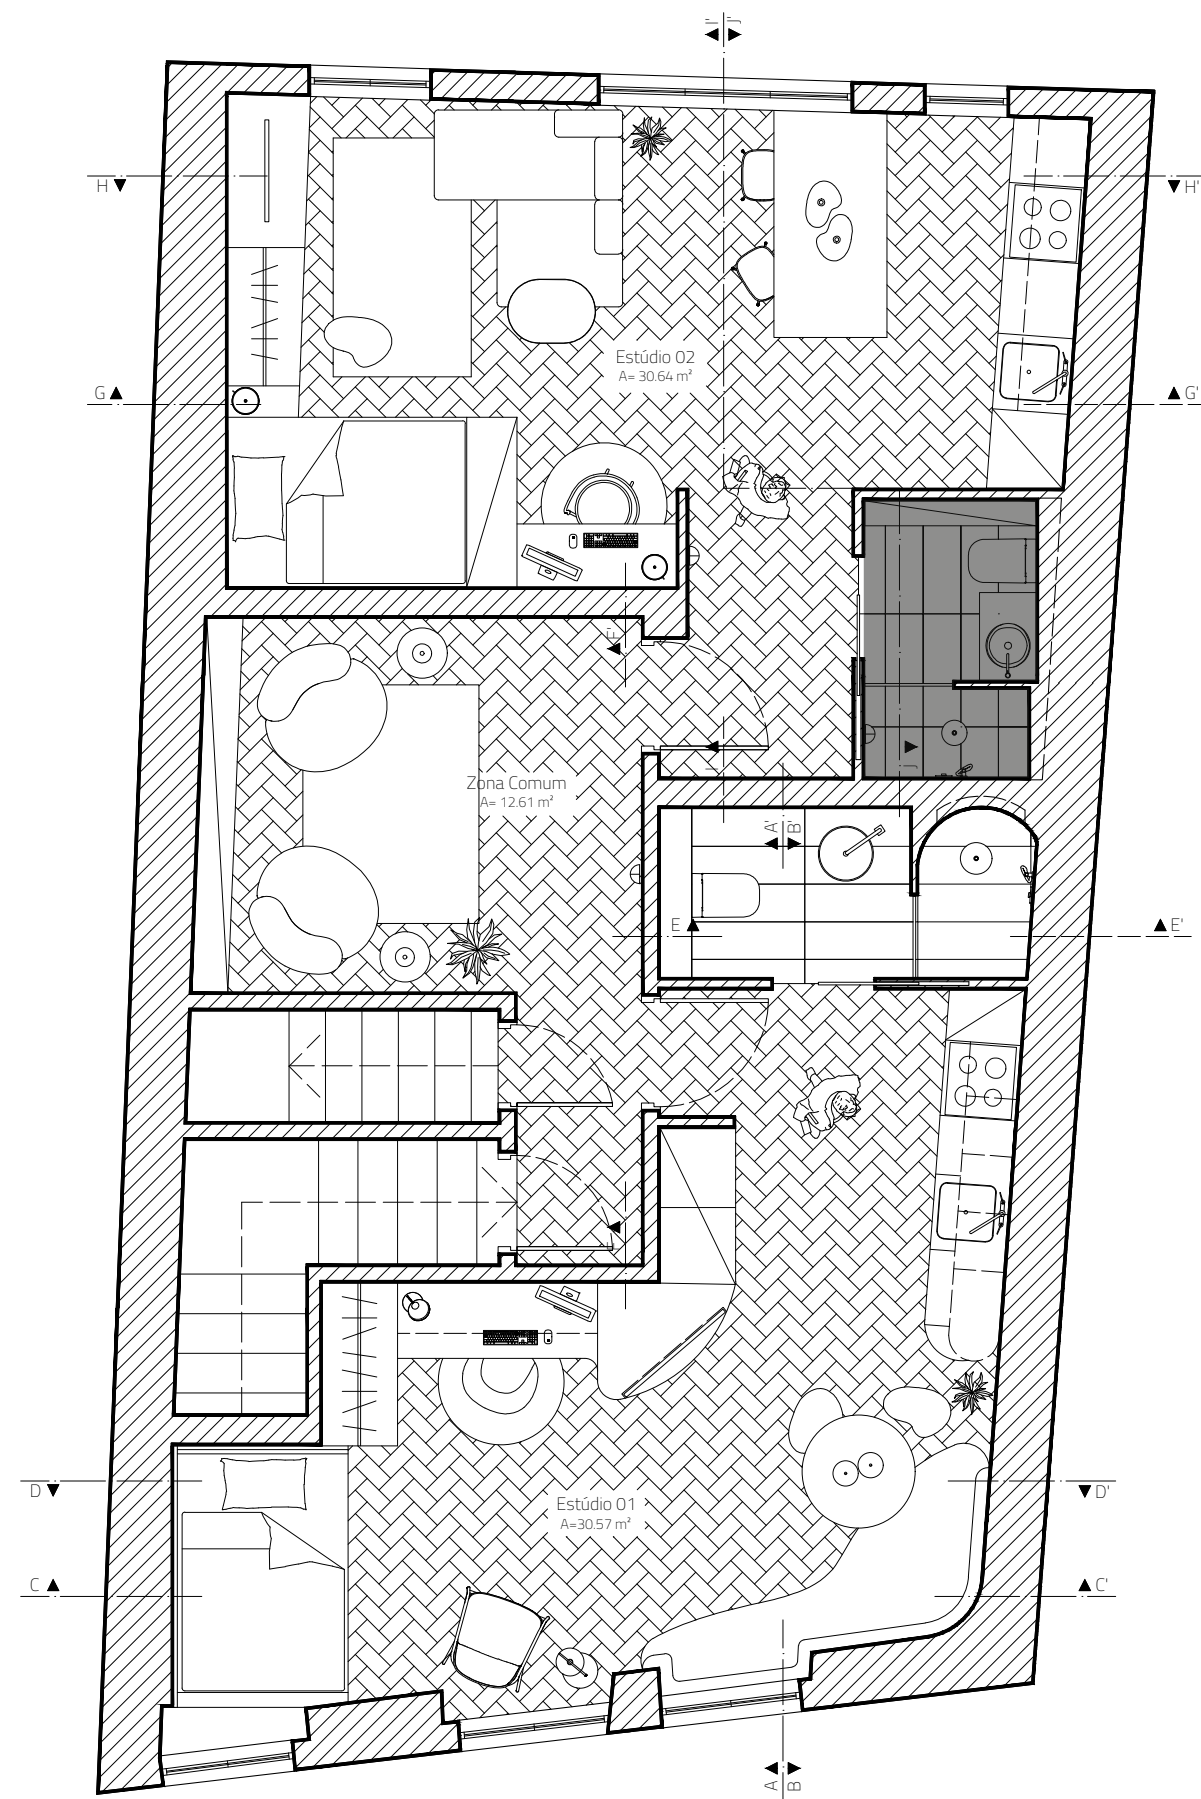 I' J'
H H'
Estúdio 02
A= 30.64 m²
G G'
F'
Zona Comum
A= 12.61 m²
I J
A' B'
E E'
F
Estúdio 01
A=30.57 m²
D D'
C C'
A B